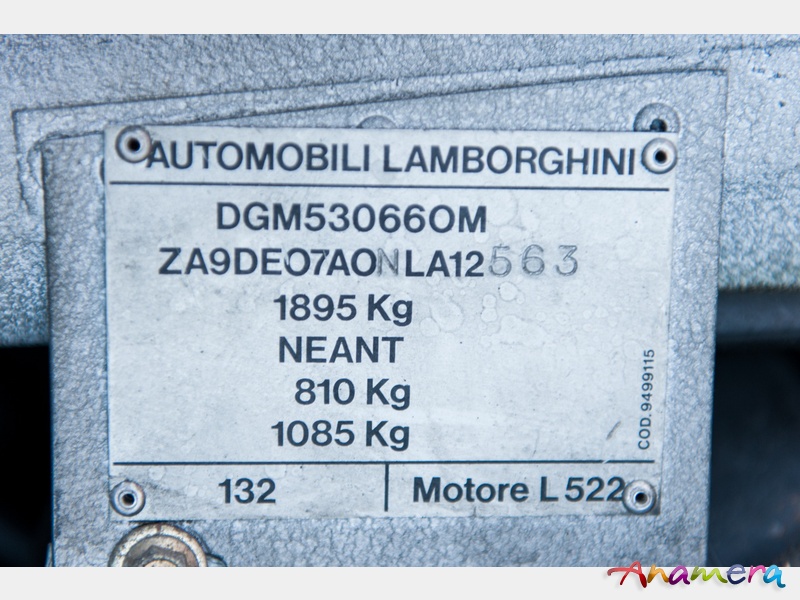 AUTOMOBILI LAMBORGHINI
DGM53066OM
ZA9DE07A0NLA12563
1895 Kg
NEANT
810 Kg
1085 Kg
COD. 9499115
132
Motore L 522
Anamera